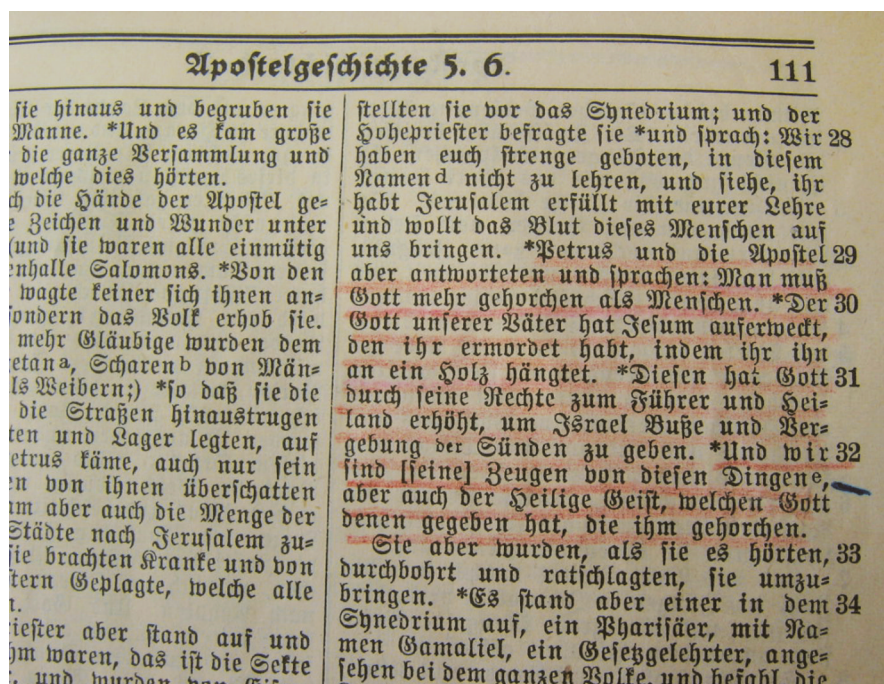 Apostelgeschichte 5. 6. 111
sie hinaus und begruben sie
Manne. *Und es kam große
die ganze Versammlung und
welche dies hörten.
ch die Hände der Apostel ge=
e Zeichen und Wunder unter
(und sie waren alle einmütig
enhalle Salomons. *Von den
wagte keiner sich ihnen an=
sondern das Volk erhob sie.
mehr Gläubige wurden dem
etan a, Scharen b von Män=
ls Weibern;) *so daß sie die
die Straßen hinaustrugen
ten und Lager legten, auf
etrus käme, auch nur sein
n von ihnen überschatten
am aber auch die Menge der
Städte nach Jerusalem zu=
sie brachten Kranke und von
tern Geplagte, welche alle
n.
riester aber stand auf und
hm waren, das ist die Sekte
, und wurden von
stellten sie vor das Synedrium; und der
Hohepriester befragte sie *und sprach: Wir 28
haben euch strenge geboten, in diesem
Namen d nicht zu lehren, und siehe, ihr
habt Jerusalem erfüllt mit eurer Lehre
und wollt das Blut dieses Menschen auf
uns bringen. *Petrus und die Apostel 29
aber antworteten und sprachen: Man muß
Gott mehr gehorchen als Menschen. *Der 30
Gott unserer Väter hat Jesum auferweckt,
den ihr ermordet habt, indem ihr ihn
an ein Holz hängtet. *Diesen hat Gott 31
durch seine Rechte zum Führer und Hei=
land erhöht, um Israel Buße und Ver=
gebung der Sünden zu geben. *Und wir 32
sind [seine] Zeugen von diesen Dingen e,
aber auch der Heilige Geist, welchen Gott
denen gegeben hat, die ihm gehorchen.
Sie aber wurden, als sie es hörten, 33
durchbohrt und ratschlagten, sie umzu=
bringen. *Es stand aber einer in dem 34
Synedrium auf, ein Pharisäer, mit Na=
men Gamaliel, ein Gesetzgelehrter, ange=
sehen bei dem ganzen Volke, und befahl, die